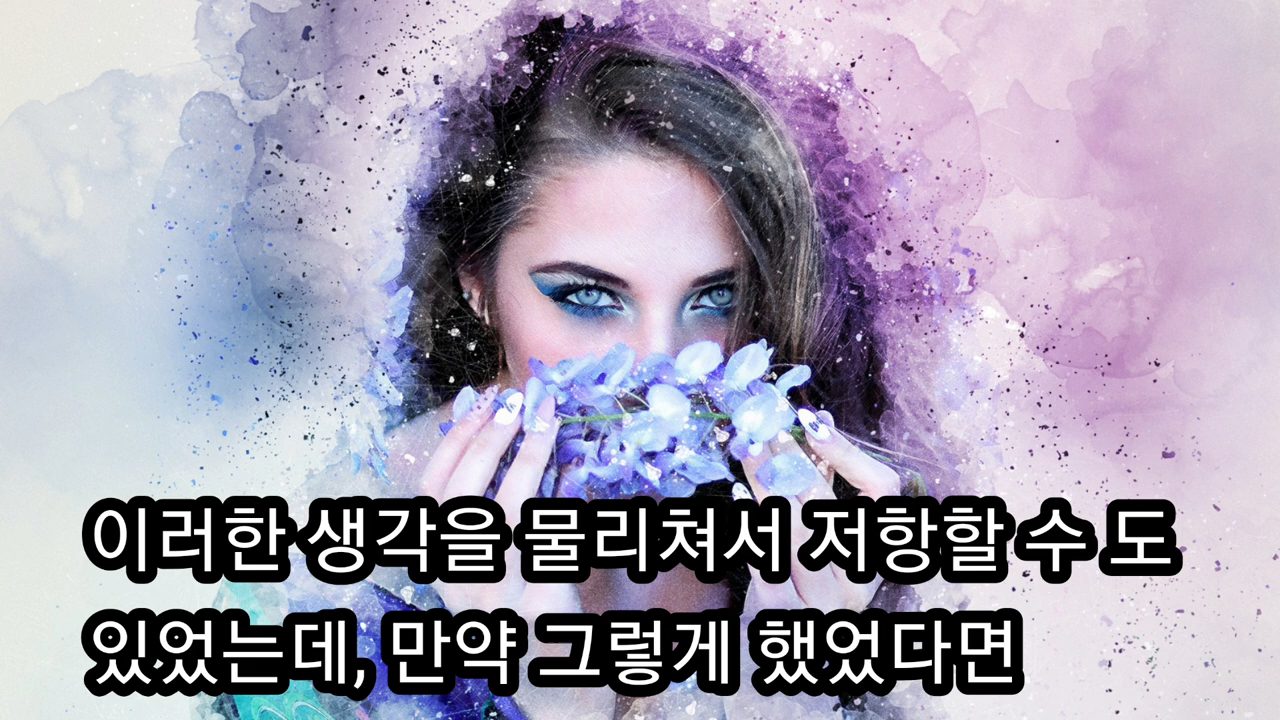 이러한 생각을 물리쳐서 저항할 수 도
있었는데, 만약 그렇게 했었다면